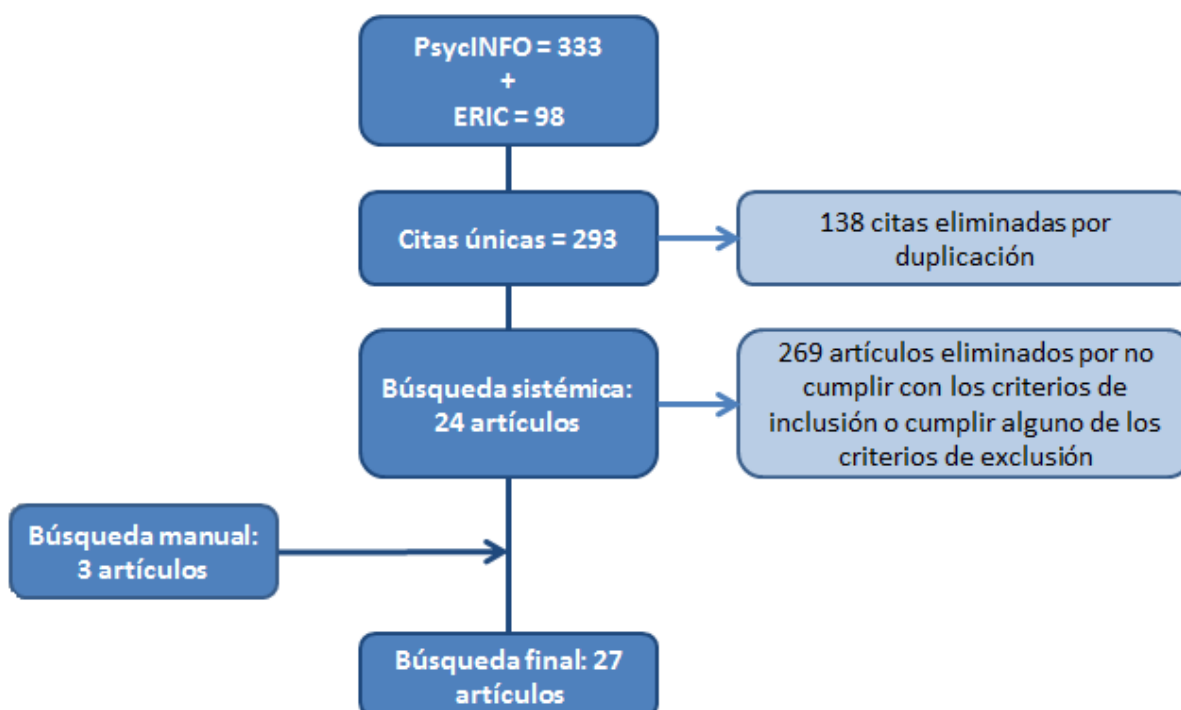 PsycINFO = 333
+
ERIC = 98
Citas únicas = 293
138 citas eliminadas por
duplicación
Búsqueda sistémica:
24 artículos
269 artículos eliminados por no
cumplir con los criterios de
inclusión o cumplir alguno de los
criterios de exclusión
Búsqueda manual:
3 artículos
Búsqueda final: 27
artículos